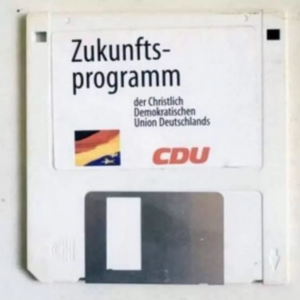 Zukunfts-
programm
der Christlich
Demokratischen
Union Deutschlands
CDU